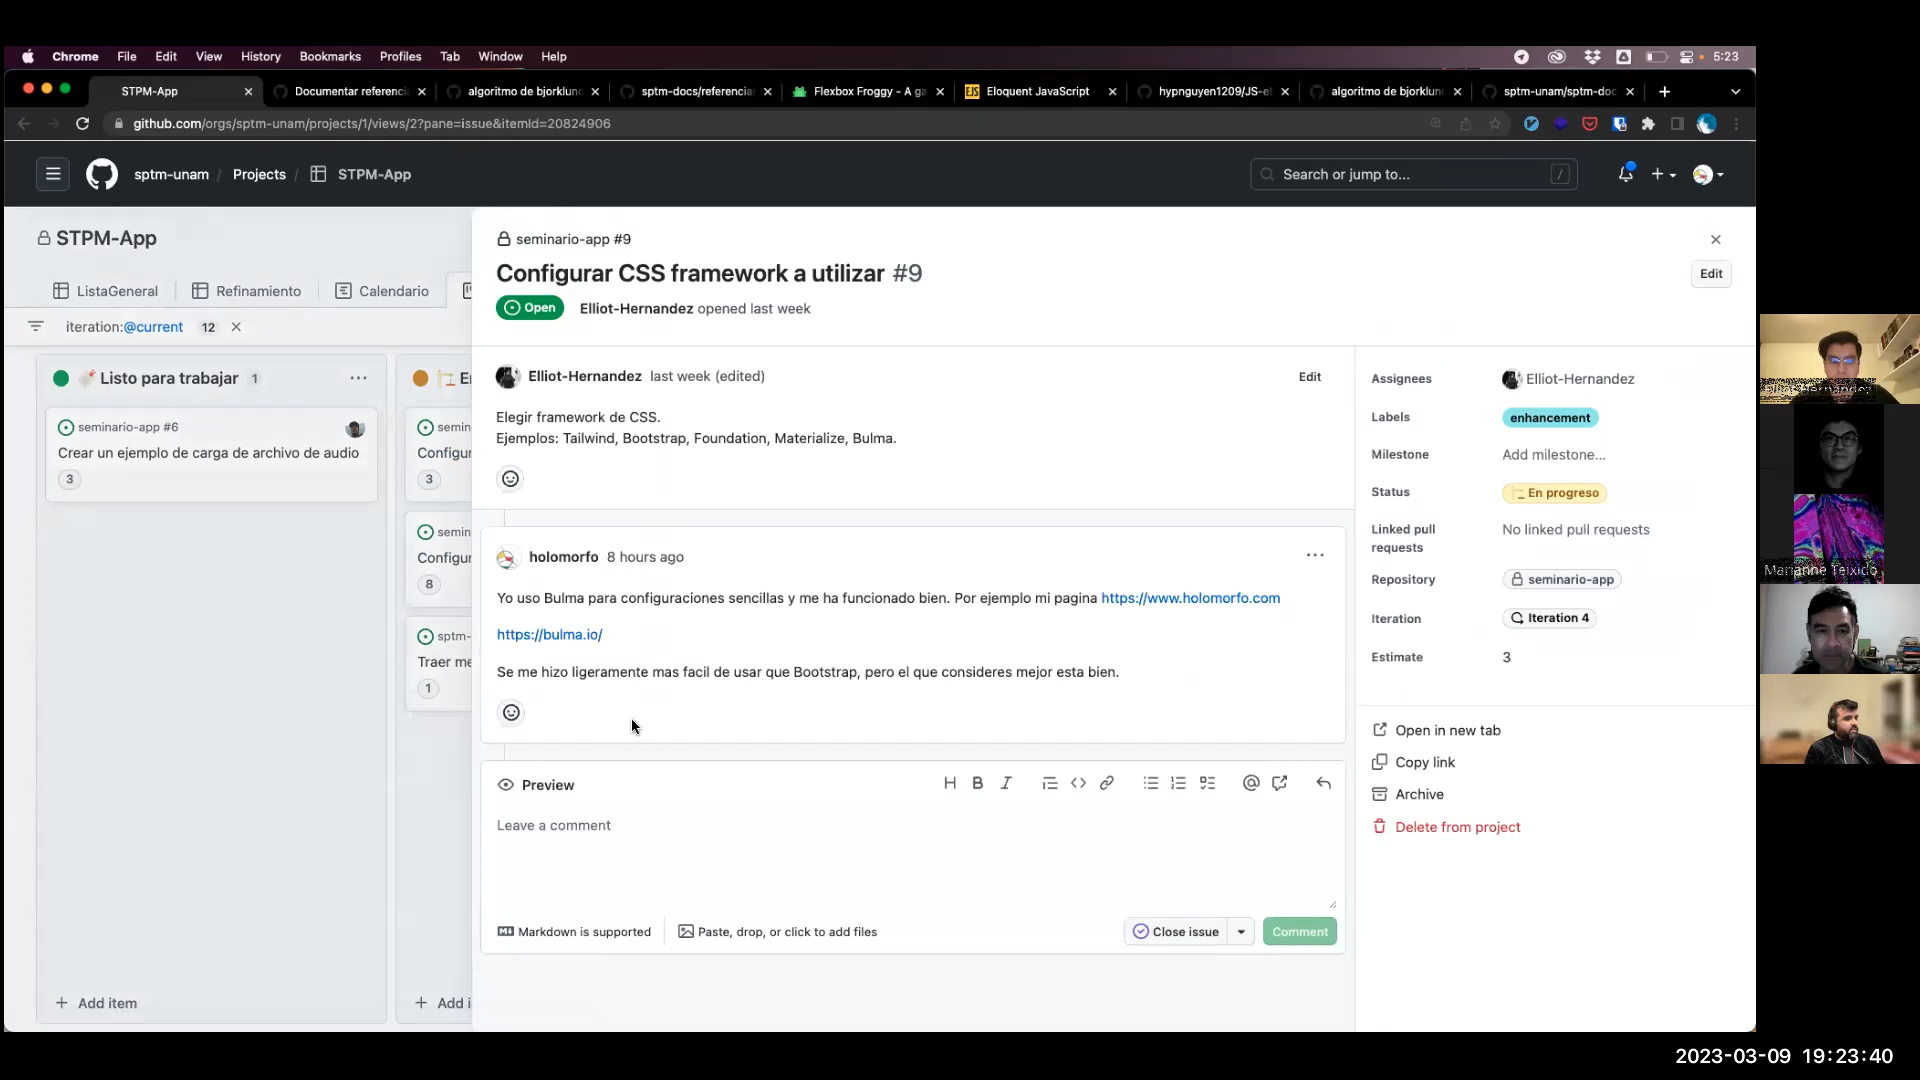 Chrome File Edit View History Bookmarks Profiles Tab Window Help 5:23
STPM-App Documentar referenci algoritmo de bjorklun sptm-docs/referencia Flexbox Froggy - A ga Eloquent JavaScript hypnguyen1209/JS-e algoritmo de bjorklun sptm-unam/sptm-doc
github.com/orgs/sptm-unam/projects/1/views/2?pane=issue&itemId=20824906
sptm-unam / Projects / STPM-App Search or jump to... /
STPM-App
ListaGeneral Refinamiento Calendario
iteration:@current 12
Listo para trabajar 1
seminario-app #6
Crear un ejemplo de carga de archivo de audio
3
Add item
E
semin
Configur
3
semin
Configur
8
sptm-
Traer me
1
Add i
seminario-app #9
Configurar CSS framework a utilizar #9
Edit
Open Elliot-Hernandez opened last week
Elliot-Hernandez last week (edited) Edit
Elegir framework de CSS.
Ejemplos: Tailwind, Bootstrap, Foundation, Materialize, Bulma.
holomorfo 8 hours ago
Yo uso Bulma para configuraciones sencillas y me ha funcionado bien. Por ejemplo mi pagina https://www.holomorfo.com
https://bulma.io/
Se me hizo ligeramente mas facil de usar que Bootstrap, pero el que consideres mejor esta bien.
Preview
Leave a comment
Markdown is supported Paste, drop, or click to add files Close issue Comment
Assignees Elliot-Hernandez
Labels enhancement
Milestone Add milestone...
Status En progreso
Linked pull requests No linked pull requests
Repository seminario-app
Iteration Iteration 4
Estimate 3
Open in new tab
Copy link
Archive
Delete from project
Marianne Teixido
2023-03-09 19:23:40